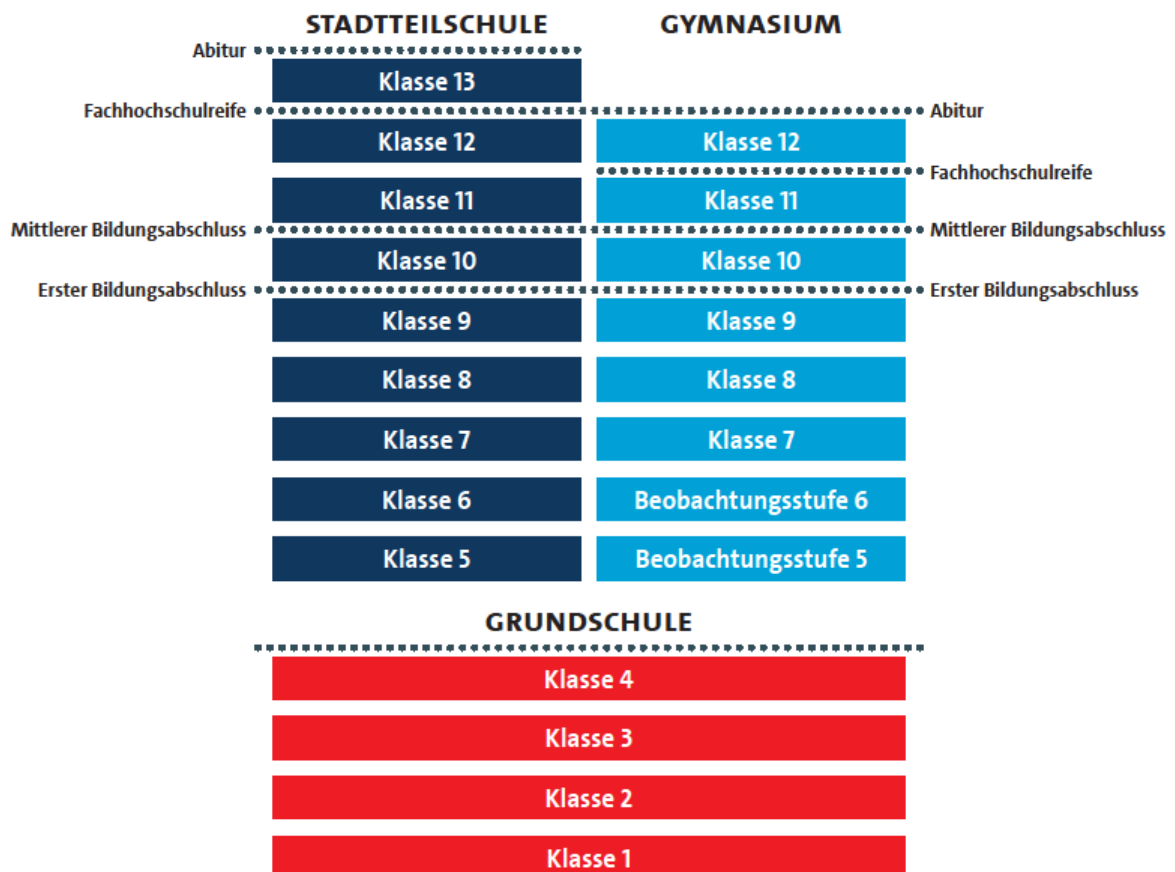 STADTTEILSCHULE GYMNASIUM
Abitur
Klasse 13
Fachhochschulreife Abitur
Klasse 12 Klasse 12
Fachhochschulreife
Klasse 11 Klasse 11
Mittlerer Bildungsabschluss Mittlerer Bildungsabschluss
Klasse 10 Klasse 10
Erster Bildungsabschluss Erster Bildungsabschluss
Klasse 9 Klasse 9
Klasse 8 Klasse 8
Klasse 7 Klasse 7
Klasse 6 Beobachtungsstufe 6
Klasse 5 Beobachtungsstufe 5
GRUNDSCHULE
Klasse 4
Klasse 3
Klasse 2
Klasse 1